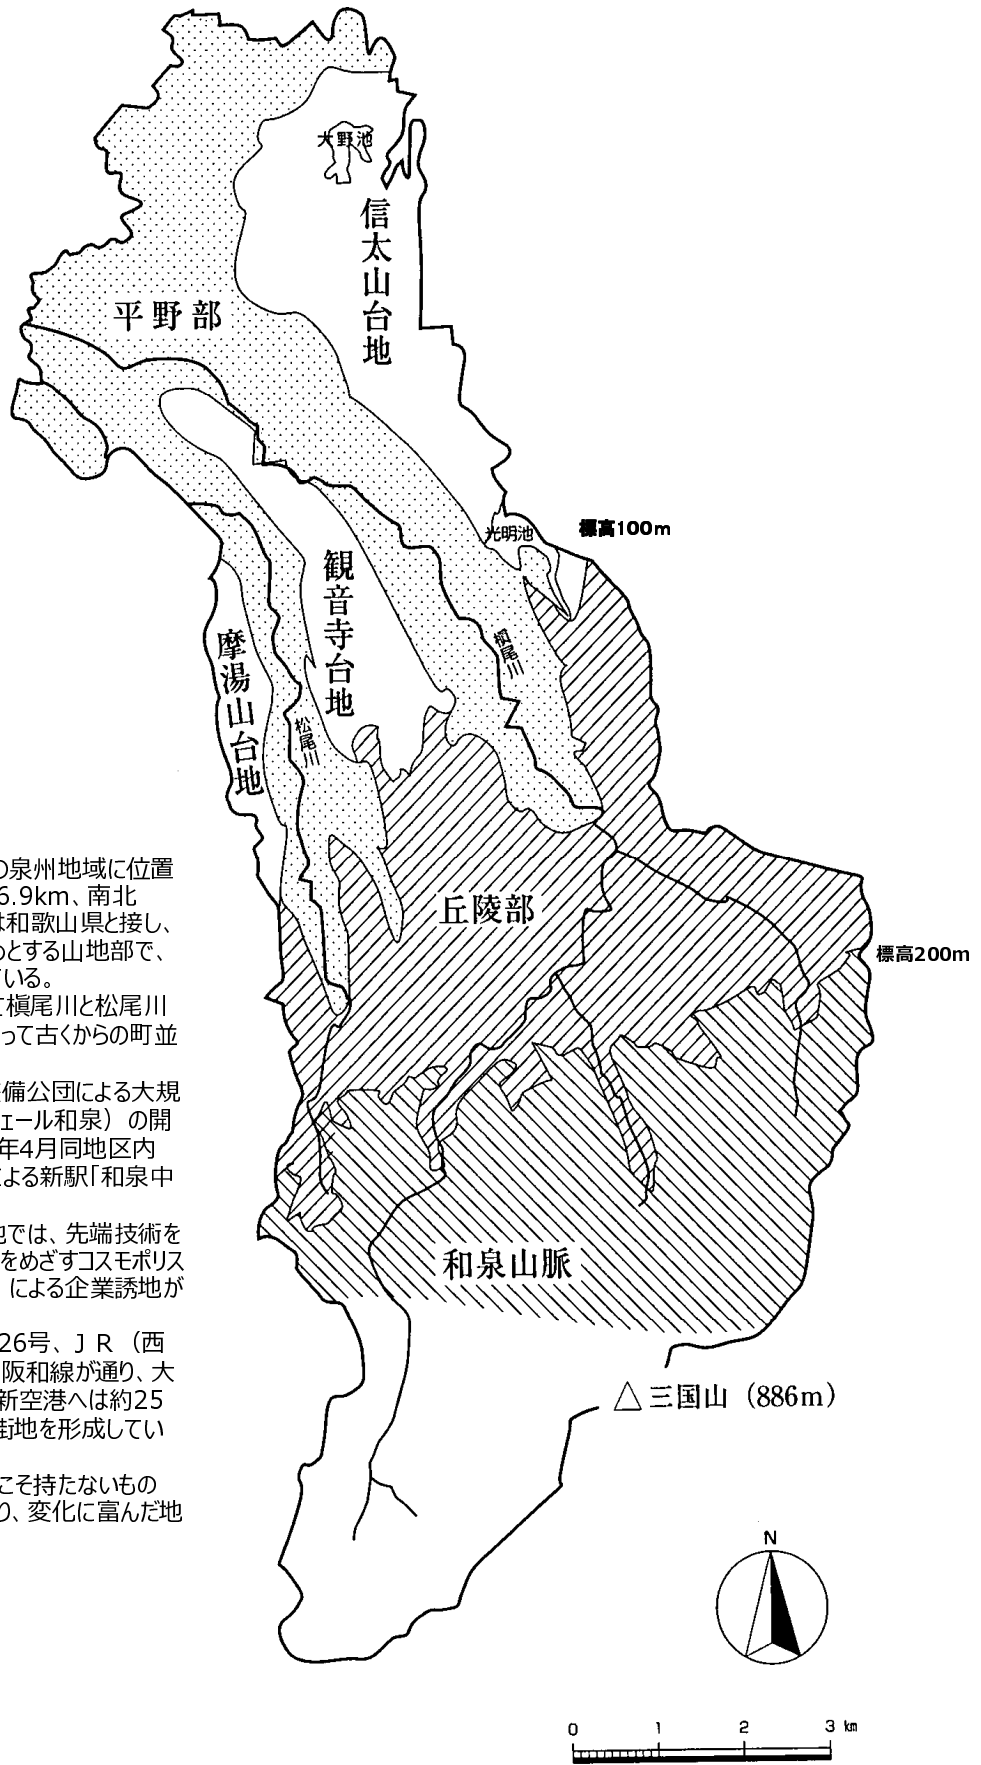 大野池
信太山台地
平野部
光明池
標高100m
観音寺台地
槇尾川
摩湯山台地
松尾川
の泉州地域に位置
6.9km、南北
は和歌山県と接し、
めとする山地部で、
ている。
て槇尾川と松尾川
って古くからの町並
丘陵部
標高200m
整備公団による大規
ェール和泉）の開
年4月同地区内
よる新駅「和泉中
地では、先端技術を
をめざすコスモポリス
）による企業誘地が
和泉山脈
26号、ＪＲ（西
阪和線が通り、大
新空港へは約25
街地を形成してい
三国山（886m）
こそ持たないもの
り、変化に富んだ地
N
0 1 2 3 km